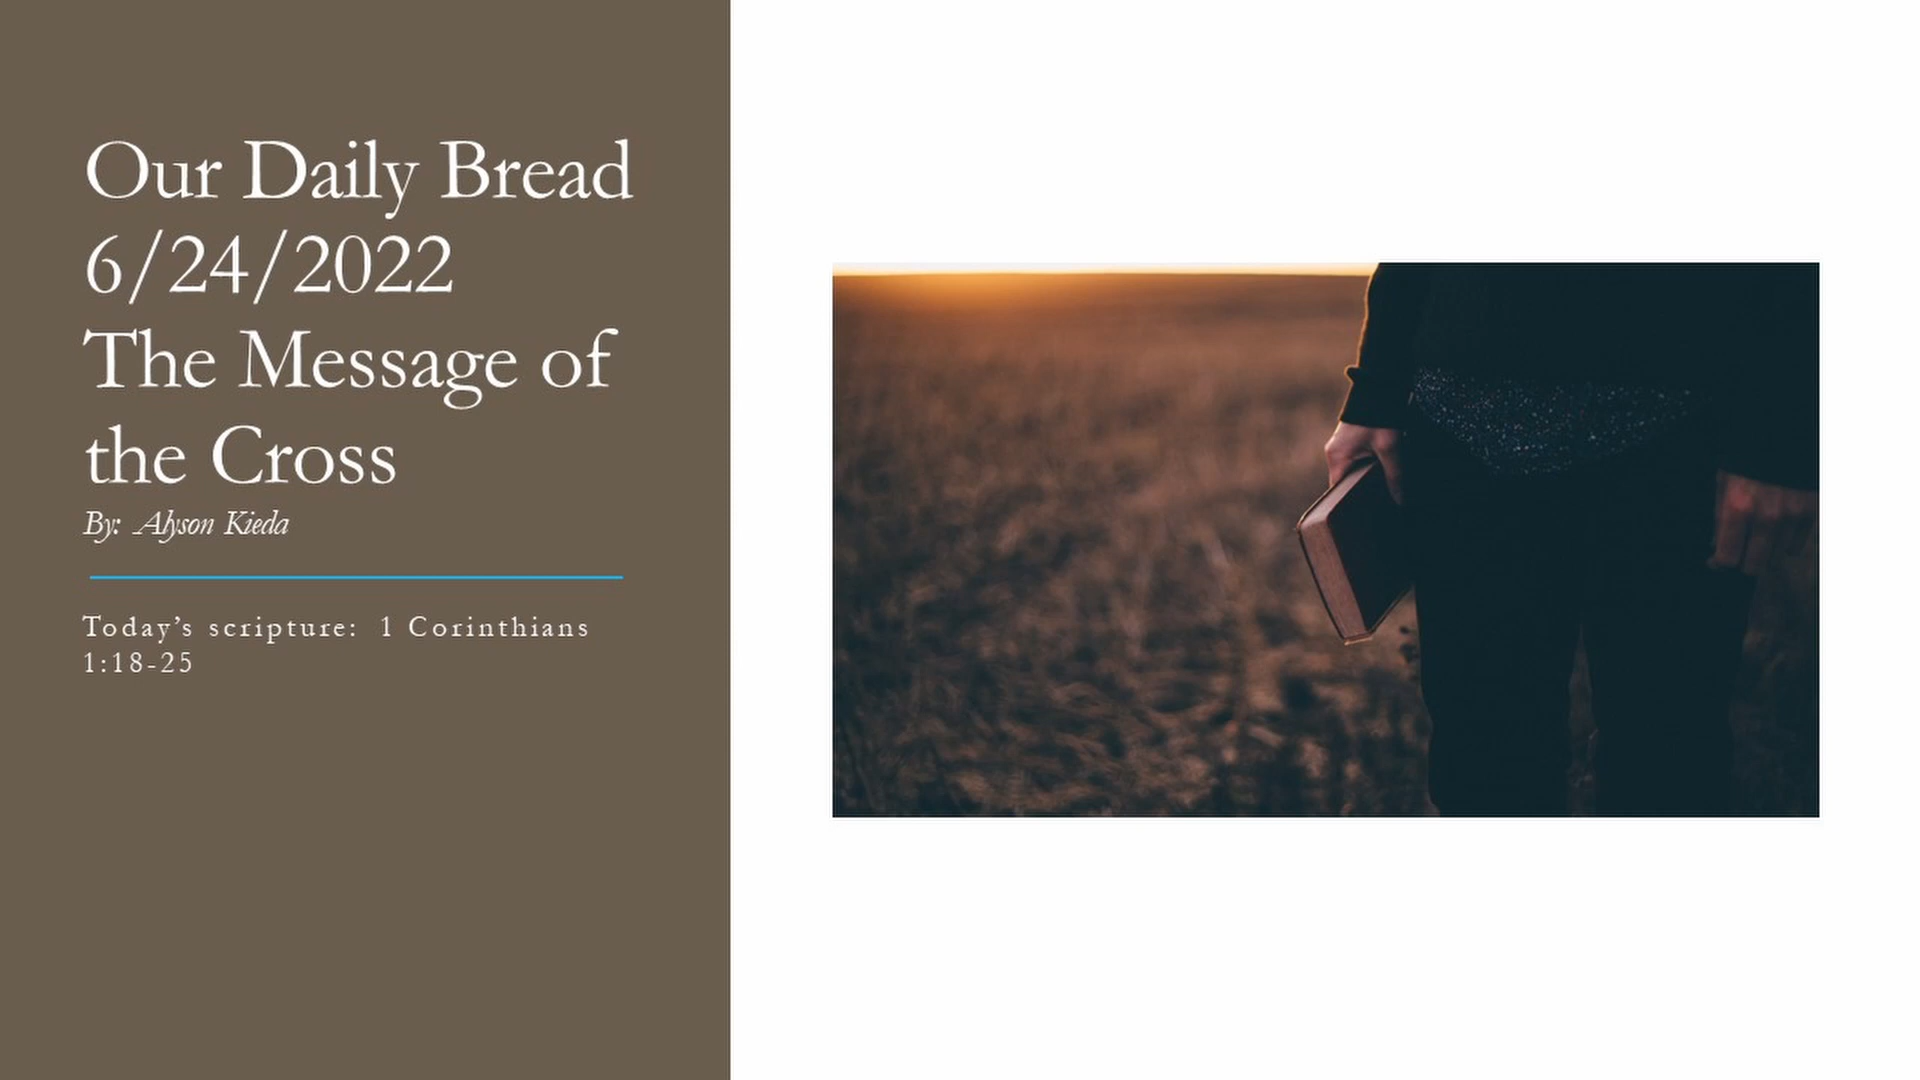 Our Daily Bread
6/24/2022
The Message of
the Cross
By: Alyson Kieda
Today’s scripture: 1 Corinthians
1:18-25